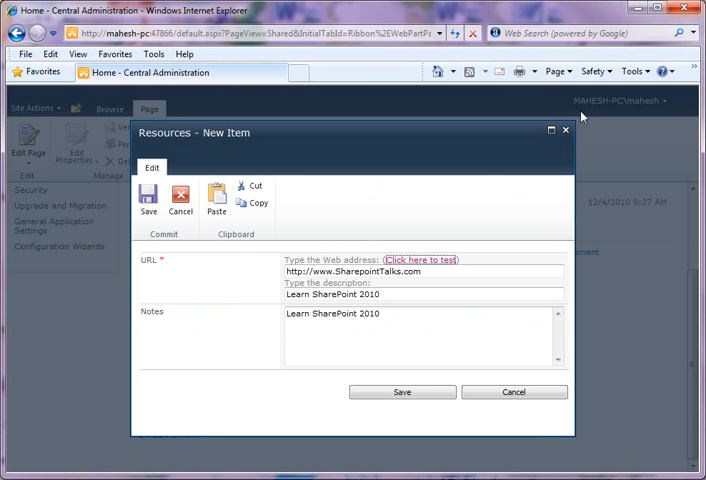 Home - Central Administration - Windows Internet Explorer
http://mahesh-pc:47866/default.aspx?PageView=Shared&InitialTabId=Ribbon%2EWebPartPa
Web Search (powered by Google)
File Edit View Favorites Tools Help
Favorites Home - Central Administration Page Safety Tools
Site Actions Browse Page MAHESH-PC\mahesh
Resources - New Item
Edit
Edit Page Edit Properties
Save Cancel Paste Cut
Copy
Edit Manage
Commit Clipboard
Security
Upgrade and Migration
General Application
Settings
Configuration Wizards
12/4/2010 9:27 AM
URL * Type the Web address: (Click here to test)
http://www.SharepointTalks.com
Type the description:
Learn SharePoint 2010
Notes Learn SharePoint 2010
Save Cancel